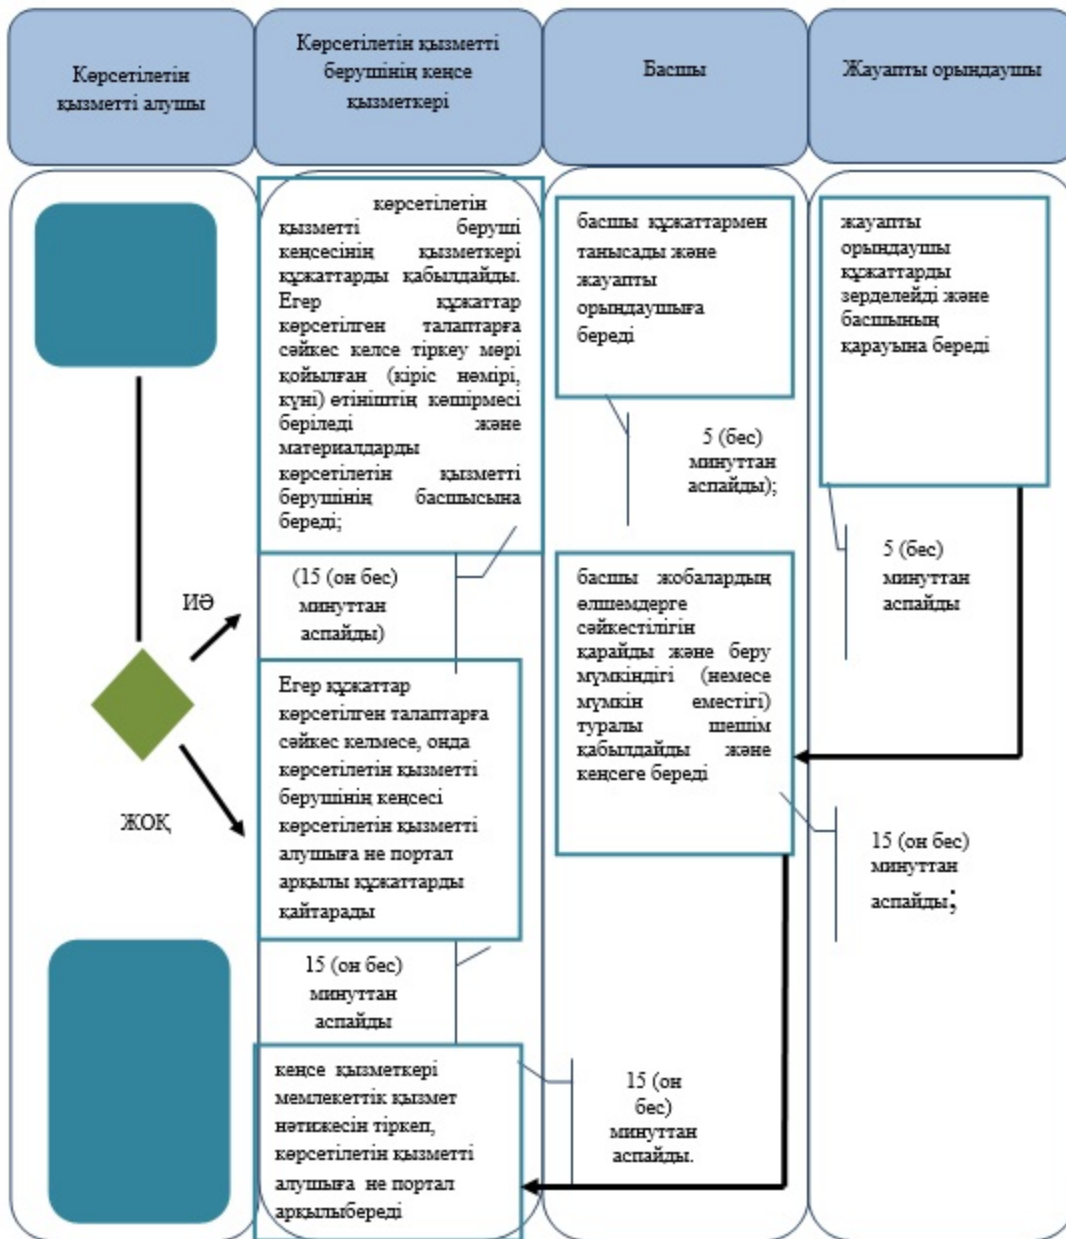 Көрсетілетін
қызметті алушы
Көрсетілетін қызметті
берушінің кеңсе
қызметкері
Басшы
Жауапты орындаушы
көрсетілетін
қызметті беруші
кеңсесінің қызметкері
құжаттарды қабылдайды.
Егер құжаттар
көрсетілген талаптарға
сәйкес келсе тіркеу мөрі
қойылған (кіріс нөмірі,
күні) өтініштің көшірмесі
беріледі және
материалдарды
көрсетілетін қызметті
берушінің басшысына
береді;
(15 (он бес)
минуттан
аспайды)
ИӘ
ЖОҚ
Егер құжаттар
көрсетілген талаптарға
сәйкес келмесе, онда
көрсетілетін қызметті
берушінің кеңсесі
көрсетілетін қызметті
алушыға не портал
арқылы құжаттарды
қайтарады
15 (он бес)
минуттан
аспайды
кеңсе қызметкері
мемлекеттік қызмет
нәтижесін тіркеп,
көрсетілетін қызметті
алушыға не портал
арқылыбереді
басшы құжаттармен
танысады және
жауапты
орындаушыға
береді
5 (бес)
минуттан
аспайды);
басшы жобалардың
өлшемдерге
сәйкестілігін
қарайды және беру
мүмкіндігі (немесе
мүмкін еместігі)
туралы шешім
қабылдайды және
кеңсеге береді
15 (он
бес)
минуттан
аспайды.
жауапты
орындаушы
құжаттарды
зерделейді және
басшының
қарауына береді
5 (бес)
минуттан
аспайды
15 (он бес)
минуттан
аспайды;